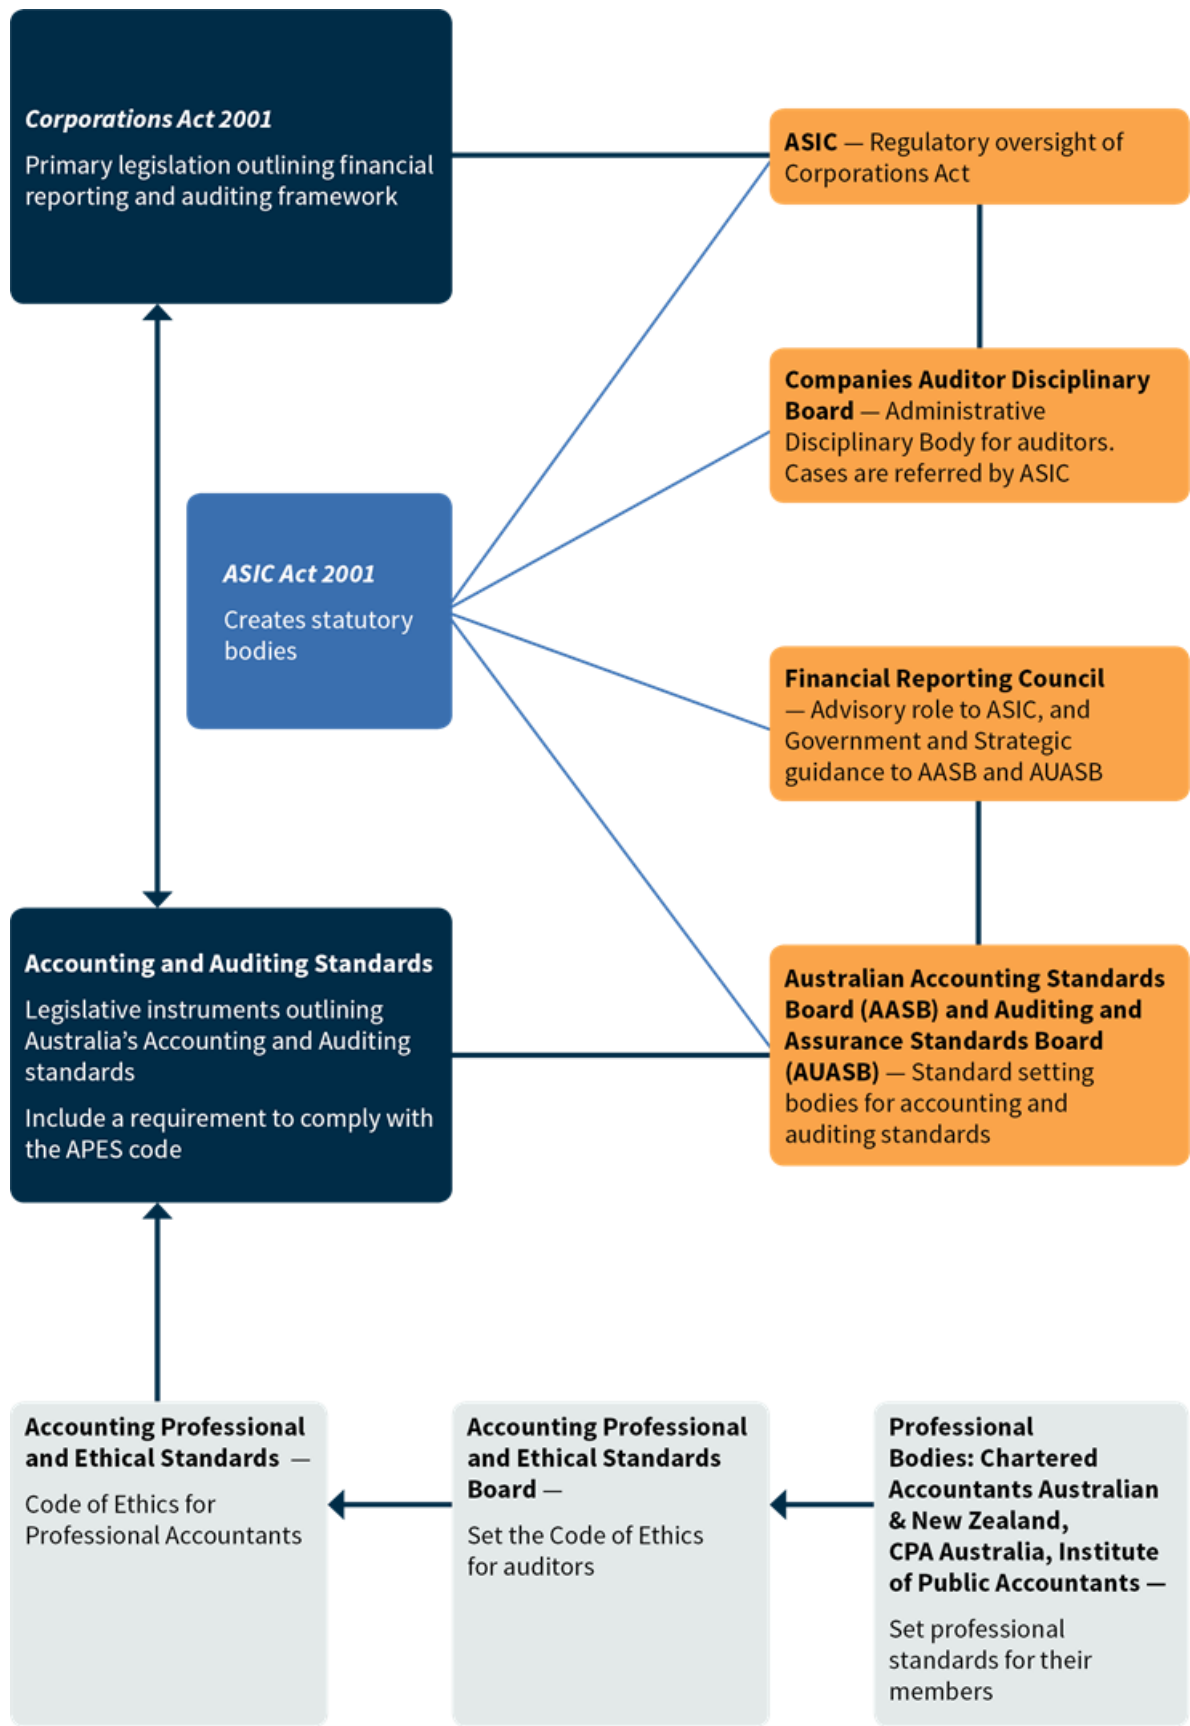 Corporations Act 2001
Primary legislation outlining financial
reporting and auditing framework
ASIC — Regulatory oversight of
Corporations Act
Companies Auditor Disciplinary
Board — Administrative
Disciplinary Body for auditors.
Cases are referred by ASIC
ASIC Act 2001
Creates statutory
bodies
Financial Reporting Council
— Advisory role to ASIC, and
Government and Strategic
guidance to AASB and AUASB
Accounting and Auditing Standards
Legislative instruments outlining
Australia’s Accounting and Auditing
standards
Include a requirement to comply with
the APES code
Australian Accounting Standards
Board (AASB) and Auditing and
Assurance Standards Board
(AUASB) — Standard setting
bodies for accounting and
auditing standards
Accounting Professional
and Ethical Standards —
Code of Ethics for
Professional Accountants
Accounting Professional
and Ethical Standards
Board —
Set the Code of Ethics
for auditors
Professional
Bodies: Chartered
Accountants Australian
& New Zealand,
CPA Australia, Institute
of Public Accountants —
Set professional
standards for their
members